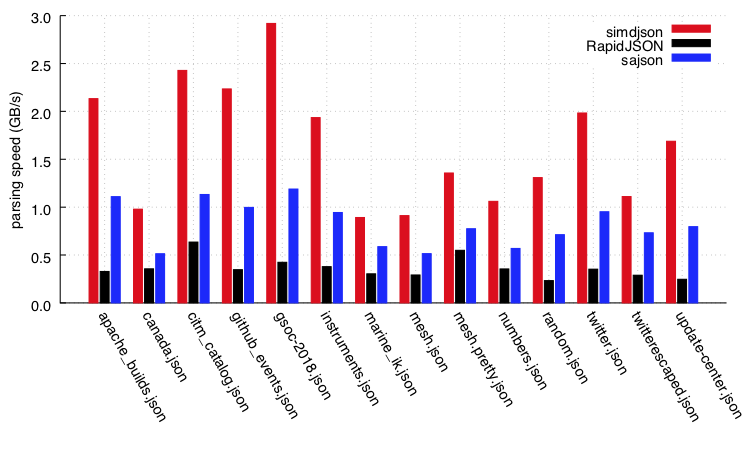 3.0
simdjson
RapidJSON
sajson
2.5
2.0
1.5
1.0
0.5
0.0
parsing speed (GB/s)
apache_builds.json
canada.json
citm_catalog.json
github_events.json
gsoc-2018.json
instruments.json
marine_ik.json
mesh.json
mesh.pretty.json
numbers.json
random.json
twitter.json
twitterescaped.json
update-center.json